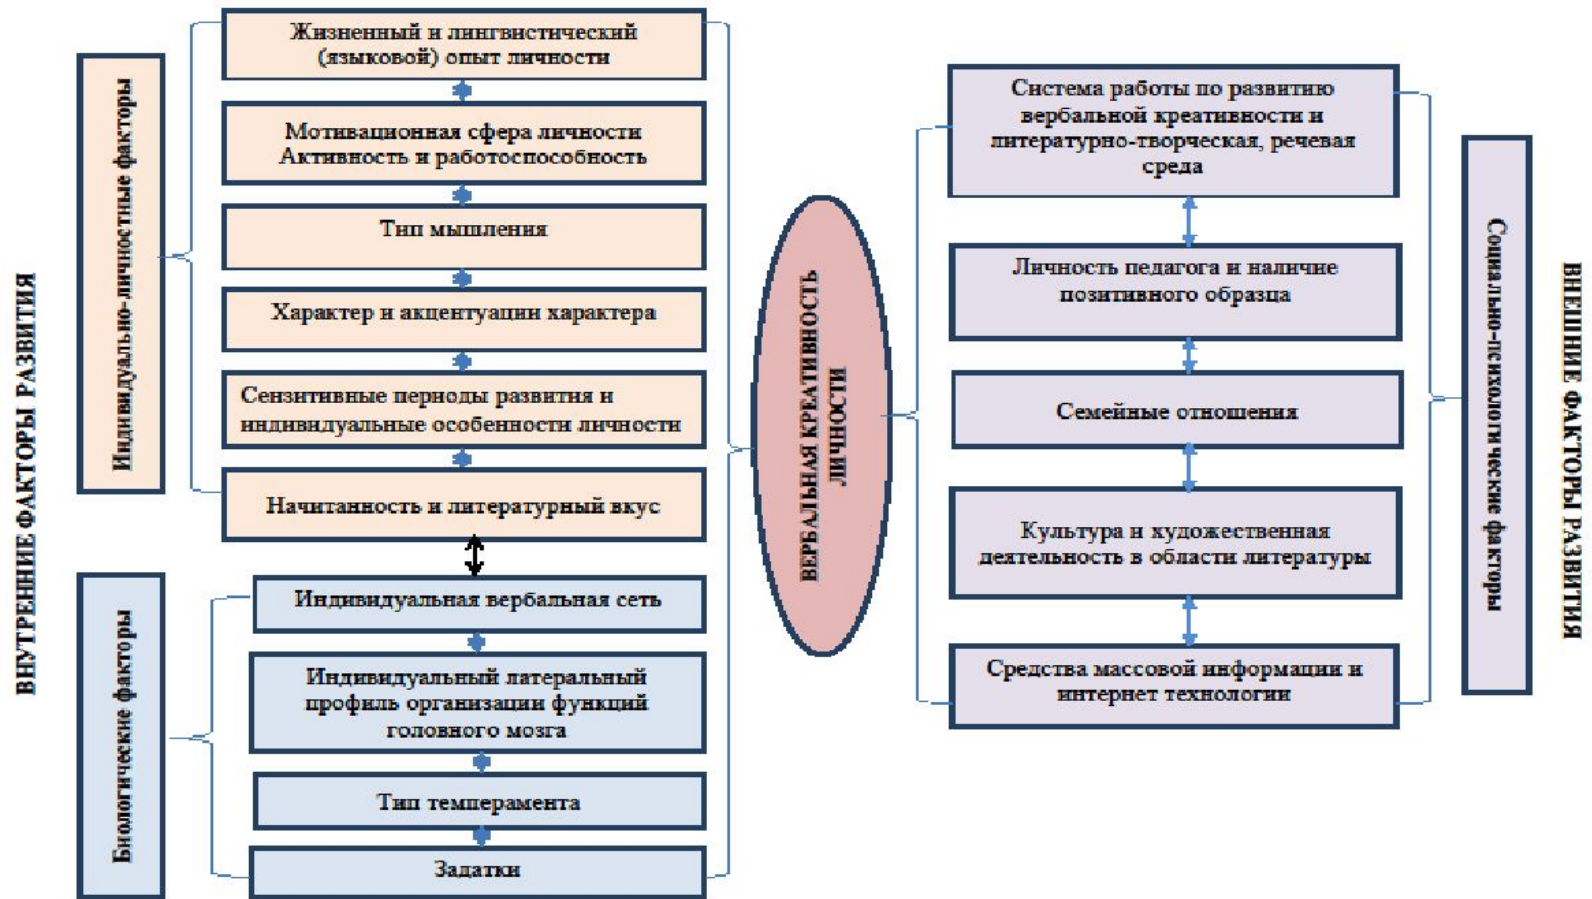 ВНУТРЕННИЕ ФАКТОРЫ РАЗВИТИЯ
Индивидуально-личностные факторы
Жизненный и лингвистический
(языковой) опыт личности
Мотивационная сфера личности
Активность и работоспособность
Тип мышления
Характер и акцентуации характера
Сензитивные периоды развития и
индивидуальные особенности личности
Начитанность и литературный вкус
Биологические факторы
Индивидуальная вербальная сеть
Индивидуальный латеральный
профиль организации функций
головного мозга
Тип темперамента
Задатки
ВЕРБАЛЬНАЯ КРЕАТИВНОСТЬ
ЛИЧНОСТИ
Система работы по развитию
вербальной креативности и
литературно-творческая, речевая
среда
Личность педагога и наличие
позитивного образца
Семейные отношения
Культура и художественная
деятельность в области литературы
Средства массовой информации и
интернет технологии
Социально-психологические факторы
ВНЕШНИЕ ФАКТОРЫ РАЗВИТИЯ